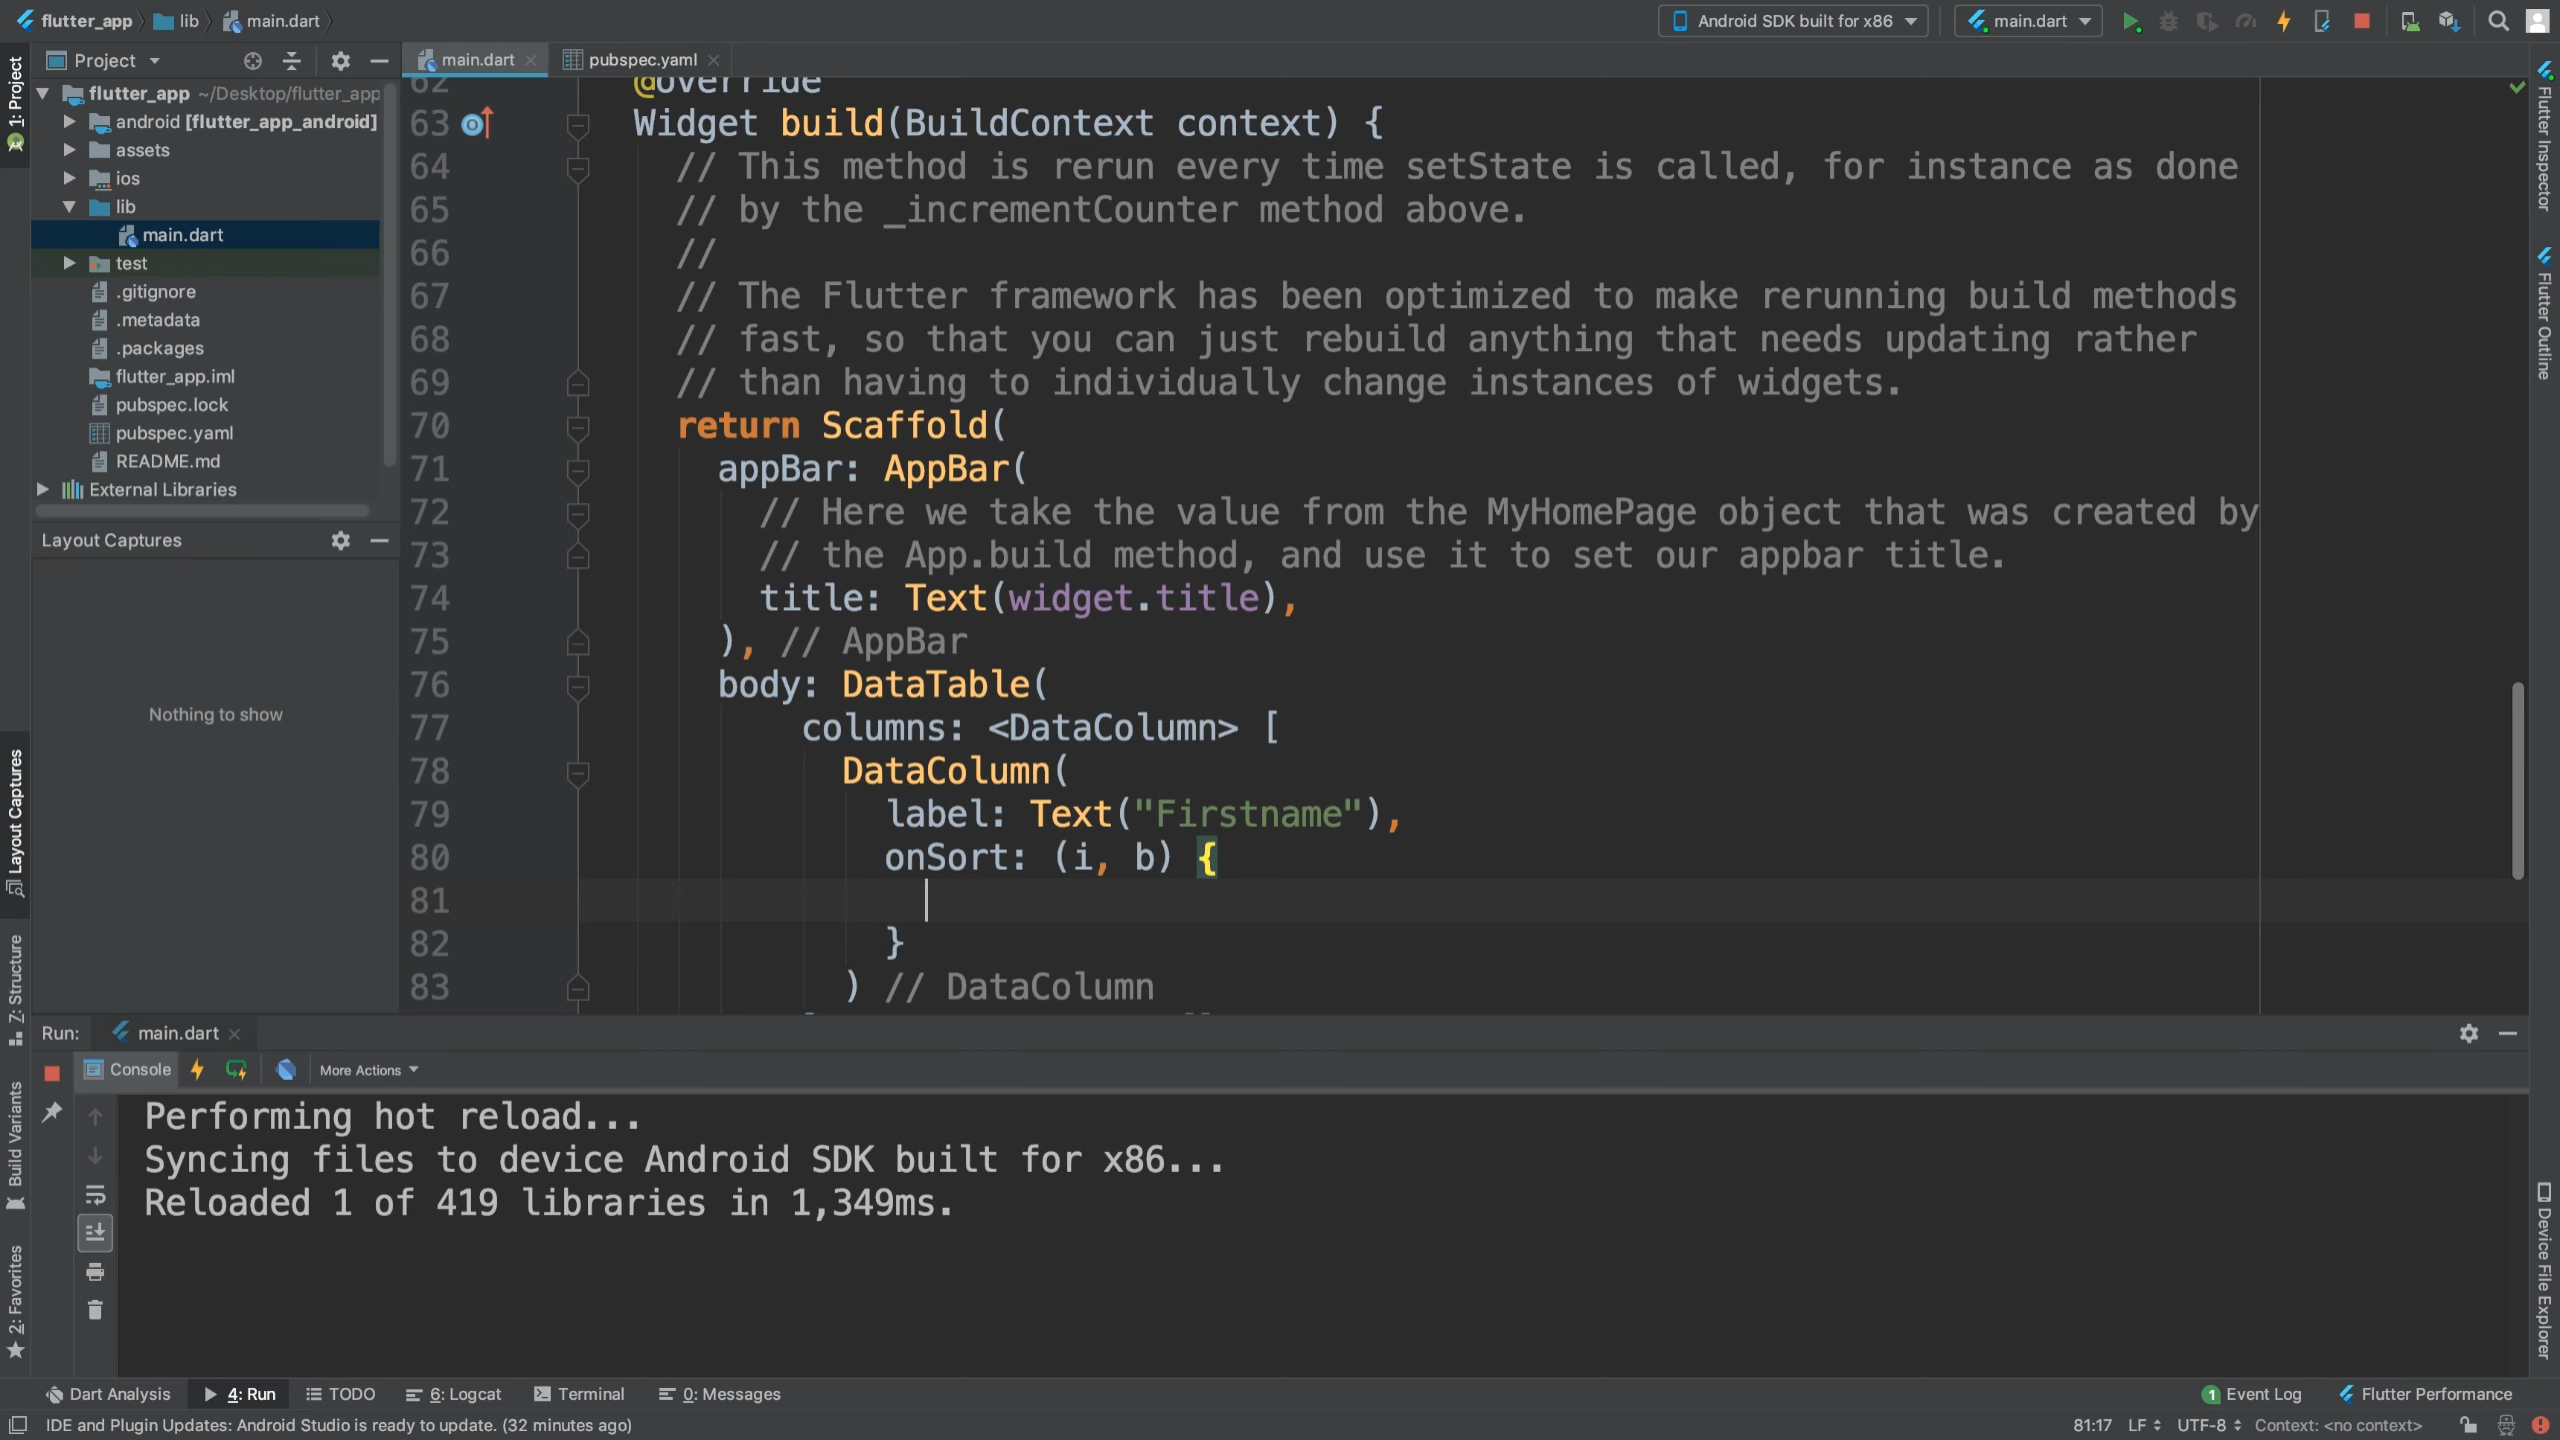 flutter_app
lib
main.dart
Android SDK built for x86
main.dart
Project
main.dart
pubspec.yaml
flutter_app ~/Desktop/flutter_app
android [flutter_app_android]
assets
ios
lib
main.dart
test
.gitignore
.metadata
.packages
flutter_app.iml
pubspec.lock
pubspec.yaml
README.md
External Libraries
Layout Captures
Nothing to show
1: Project
Layout Captures
Z: Structure
Build Variants
2: Favorites
62 @override
63 Widget build(BuildContext context) {
64 // This method is rerun every time setState is called, for instance as done
65 // by the _incrementCounter method above.
66 //
67 // The Flutter framework has been optimized to make rerunning build methods
68 // fast, so that you can just rebuild anything that needs updating rather
69 // than having to individually change instances of widgets.
70 return Scaffold(
71 appBar: AppBar(
72 // Here we take the value from the MyHomePage object that was created by
73 // the App.build method, and use it to set our appbar title.
74 title: Text(widget.title),
75 ), // AppBar
76 body: DataTable(
77 columns: <DataColumn> [
78 DataColumn(
79 label: Text("Firstname"),
80 onSort: (i, b) {
81
82 }
83 ) // DataColumn
Flutter Inspector
Flutter Outline
Device File Explorer
Run:
main.dart
Console
More Actions
Performing hot reload...
Syncing files to device Android SDK built for x86...
Reloaded 1 of 419 libraries in 1,349ms.
Dart Analysis
4: Run
TODO
6: Logcat
Terminal
0: Messages
1 Event Log
Flutter Performance
IDE and Plugin Updates: Android Studio is ready to update. (32 minutes ago)
81:17 LF UTF-8 Context: <no context>